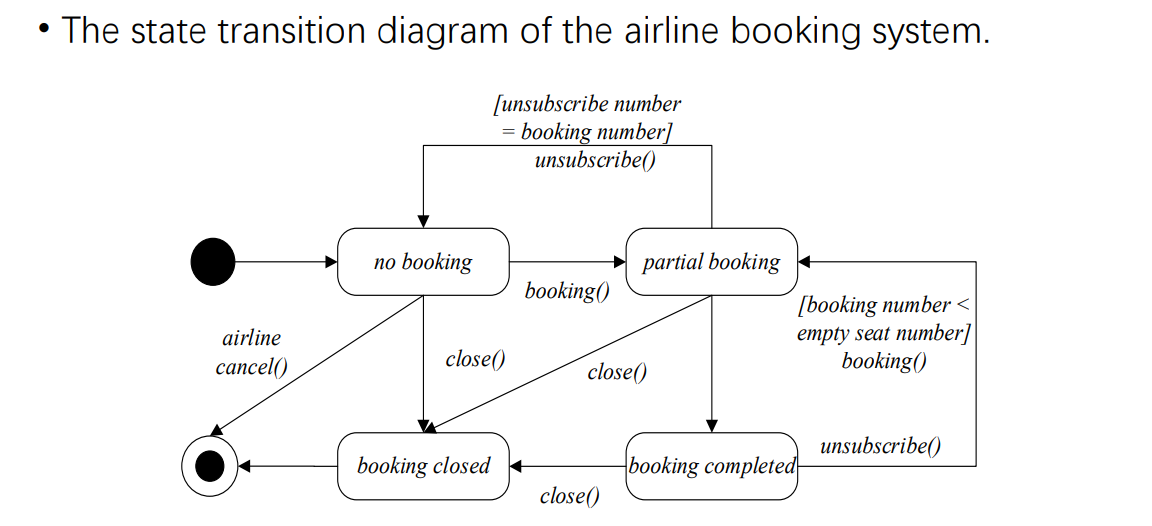 • The state transition diagram of the airline booking system.
[unsubscribe number
= booking number]
unsubscribe()
no booking
partial booking
booking()
[booking number <
empty seat number]
booking()
airline
cancel()
close()
close()
booking closed
booking completed
unsubscribe()
close()